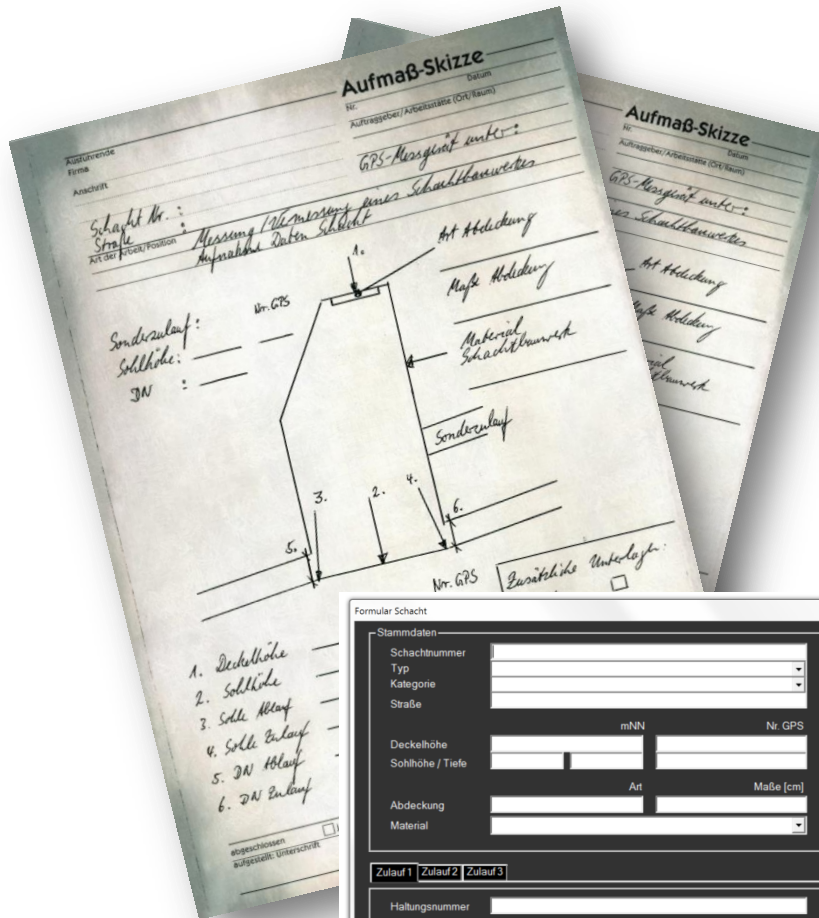 Aufmaß-Skizze
Nr.
Datum
Ausführende
Firma
Auftraggeber/Arbeitsstätte (Ort/Raum)
Anschrift
GPS-Messgerät unter:
Schacht Nr. :
Straße :
Art der Arbeit/Position
Messung / Vermessung eines Schachtbauwerkes
Aufnahme Daten Schacht
1.
Art Abdeckung
Nr. GPS
Maße Abdeckung
Sonderzulauf:
Sohlhöhe:
DN :
Material
Schachtbauwerk
Sonderzulauf
3.
2.
4.
5.
6.
Nr. GPS
Zusätzliche Unterlagen:
1. Deckelhöhe
2. Sohlhöhe
3. Sohle Ablauf
4. Sohle Zulauf
5. DN Ablauf
6. DN Zulauf
abgeschlossen
aufgestellt: Unterschrift
Aufmaß-Skizze
Nr.
Datum
Auftraggeber/Arbeitsstätte (Ort/Raum)
GPS-Messgerät unter:
Schachtbauwerkes
Art Abdeckung
Abdeckung
Formular Schacht
Stammdaten
Schachtnummer
Typ
Kategorie
Straße
mNN Nr. GPS
Deckelhöhe
Sohlhöhe / Tiefe
Art Maße [cm]
Abdeckung
Material
Zulauf 1 Zulauf 2 Zulauf 3
Haltungsnummer